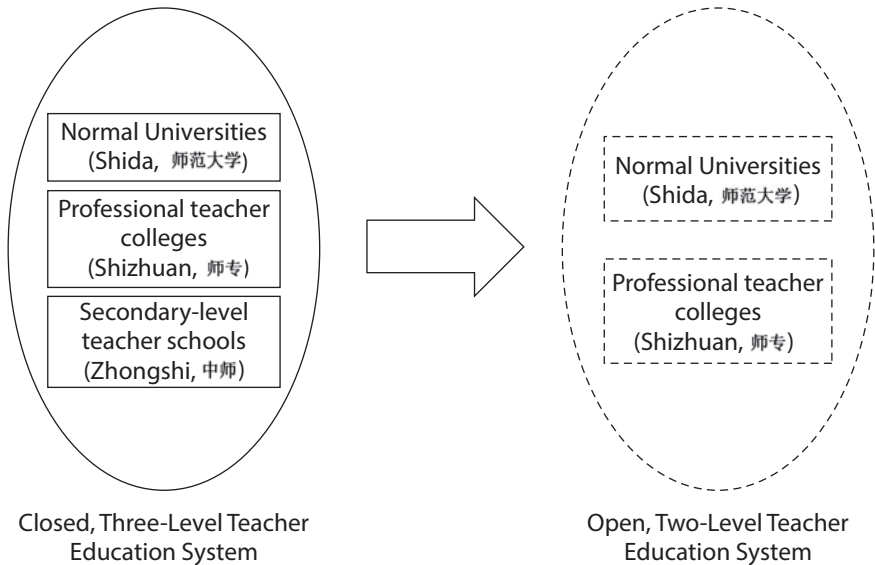 Normal Universities
(Shida, 师范大学)
Professional teacher
colleges
(Shizhuan, 师专)
Secondary-level
teacher schools
(Zhongshi, 中师)
Closed, Three-Level Teacher
Education System
Normal Universities
(Shida, 师范大学)
Professional teacher
colleges
(Shizhuan, 师专)
Open, Two-Level Teacher
Education System